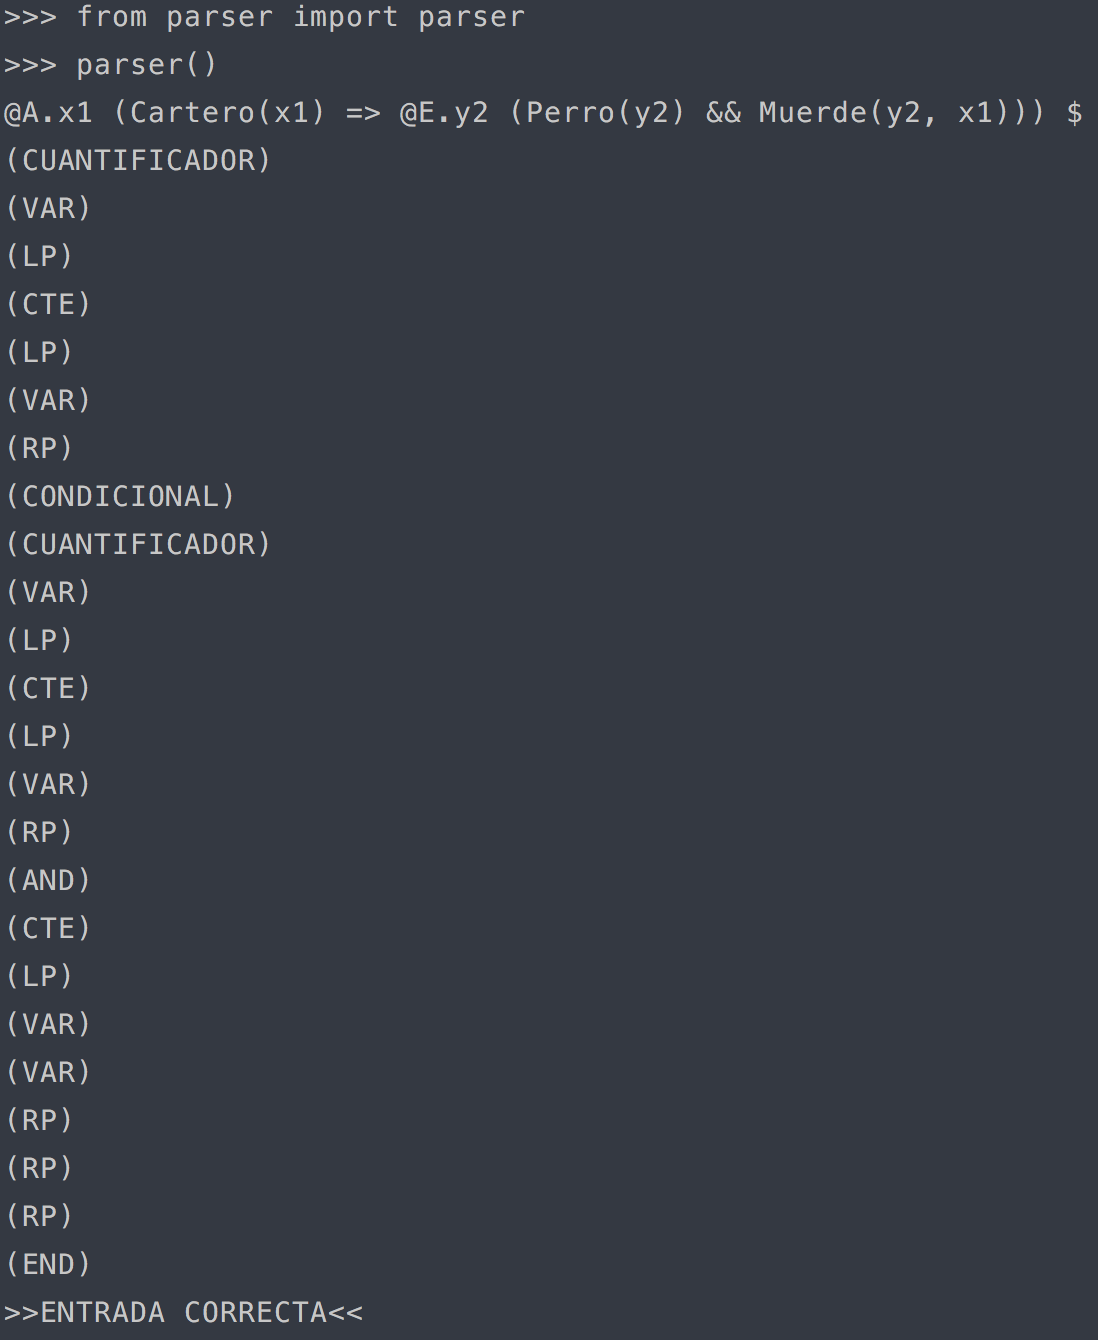 >>> from parser import parser
>>> parser()
@A.x1 (Cartero(x1) => @E.y2 (Perro(y2) && Muerde(y2, x1))) $
(CUANTIFICADOR)
(VAR)
(LP)
(CTE)
(LP)
(VAR)
(RP)
(CONDICIONAL)
(CUANTIFICADOR)
(VAR)
(LP)
(CTE)
(LP)
(VAR)
(RP)
(AND)
(CTE)
(LP)
(VAR)
(VAR)
(RP)
(RP)
(RP)
(END)
>>ENTRADA CORRECTA<<